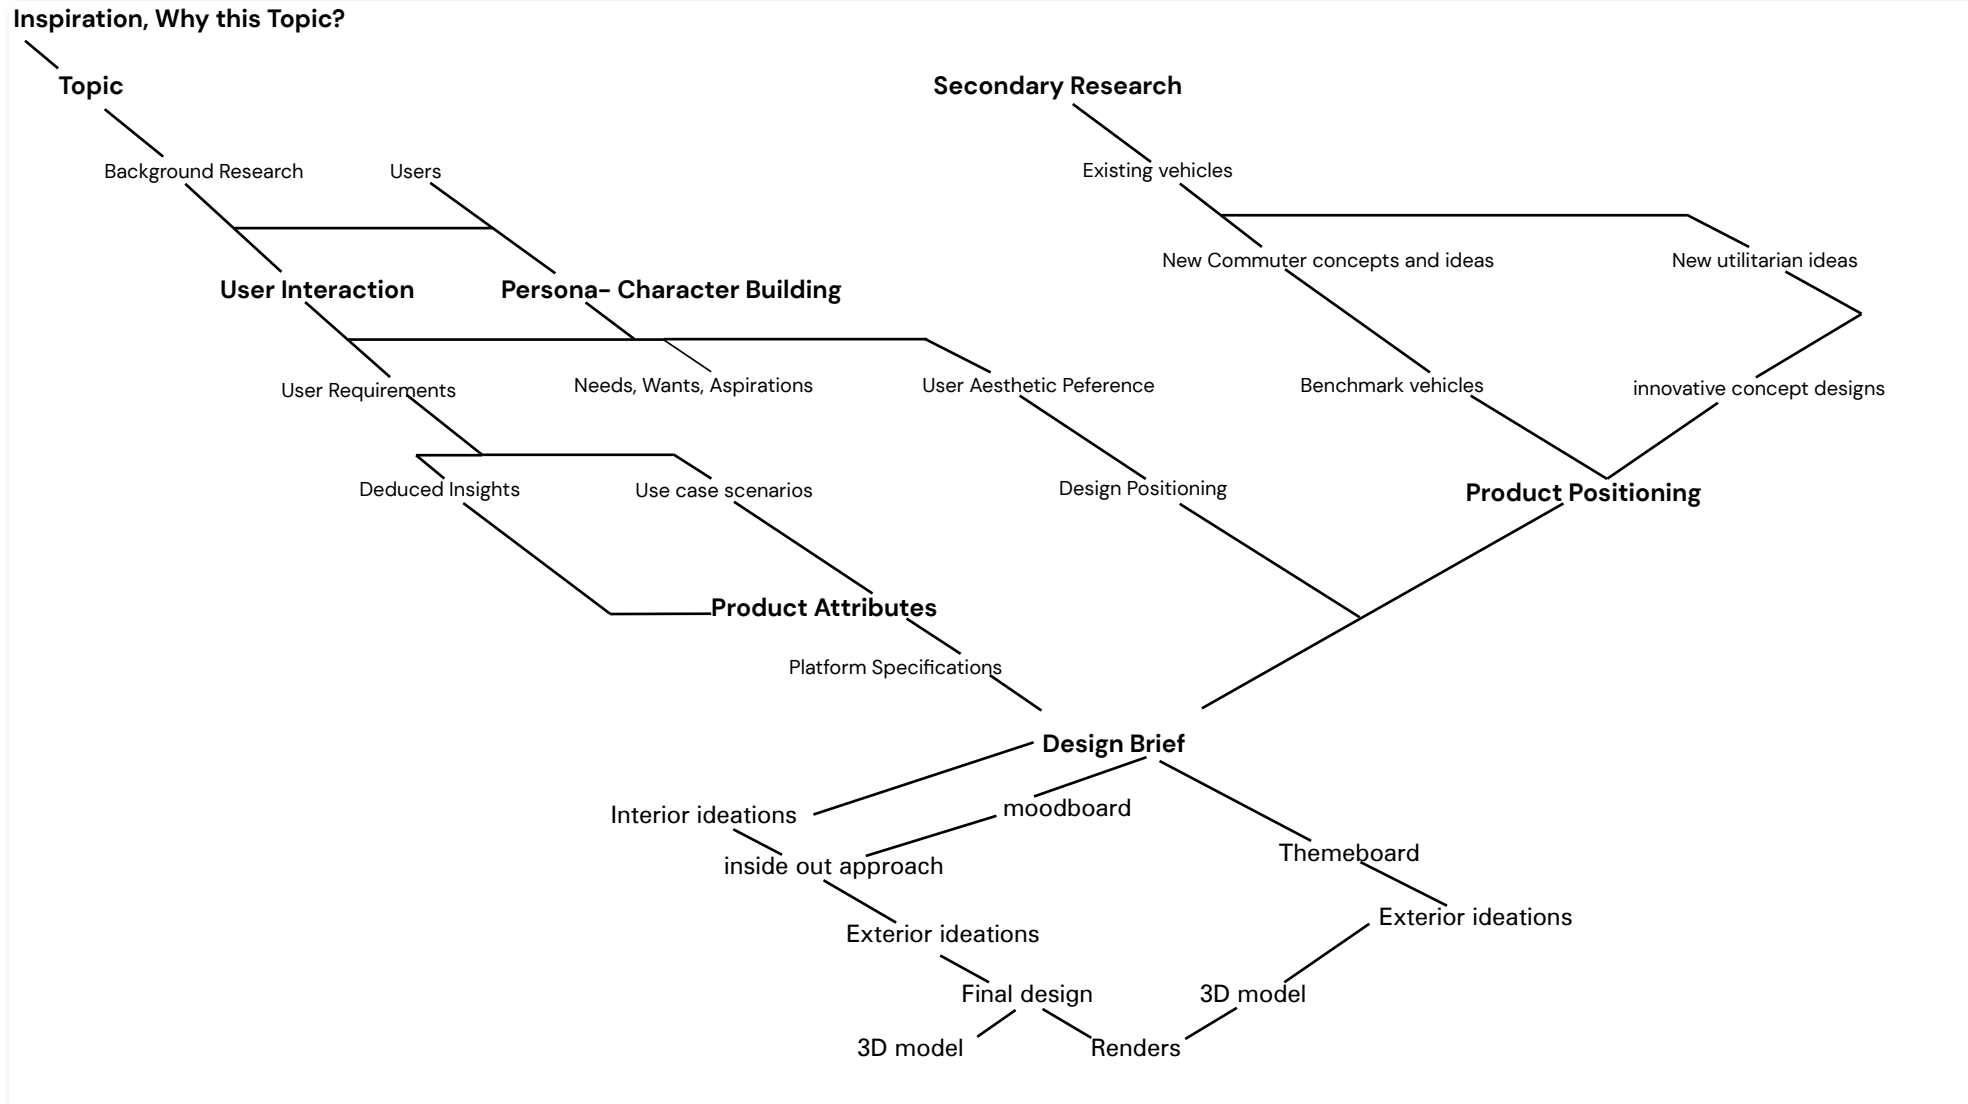 Inspiration, Why this Topic?
Topic
Secondary Research
Background Research
Users
Existing vehicles
New Commuter concepts and ideas
New utilitarian ideas
User Interaction
Persona- Character Building
User Requirements
Needs, Wants, Aspirations
User Aesthetic Peference
Benchmark vehicles
innovative concept designs
Deduced Insights
Use case scenarios
Design Positioning
Product Positioning
Product Attributes
Platform Specifications
Design Brief
Interior ideations
moodboard
inside out approach
Themeboard
Exterior ideations
Exterior ideations
Final design
3D model
3D model
Renders